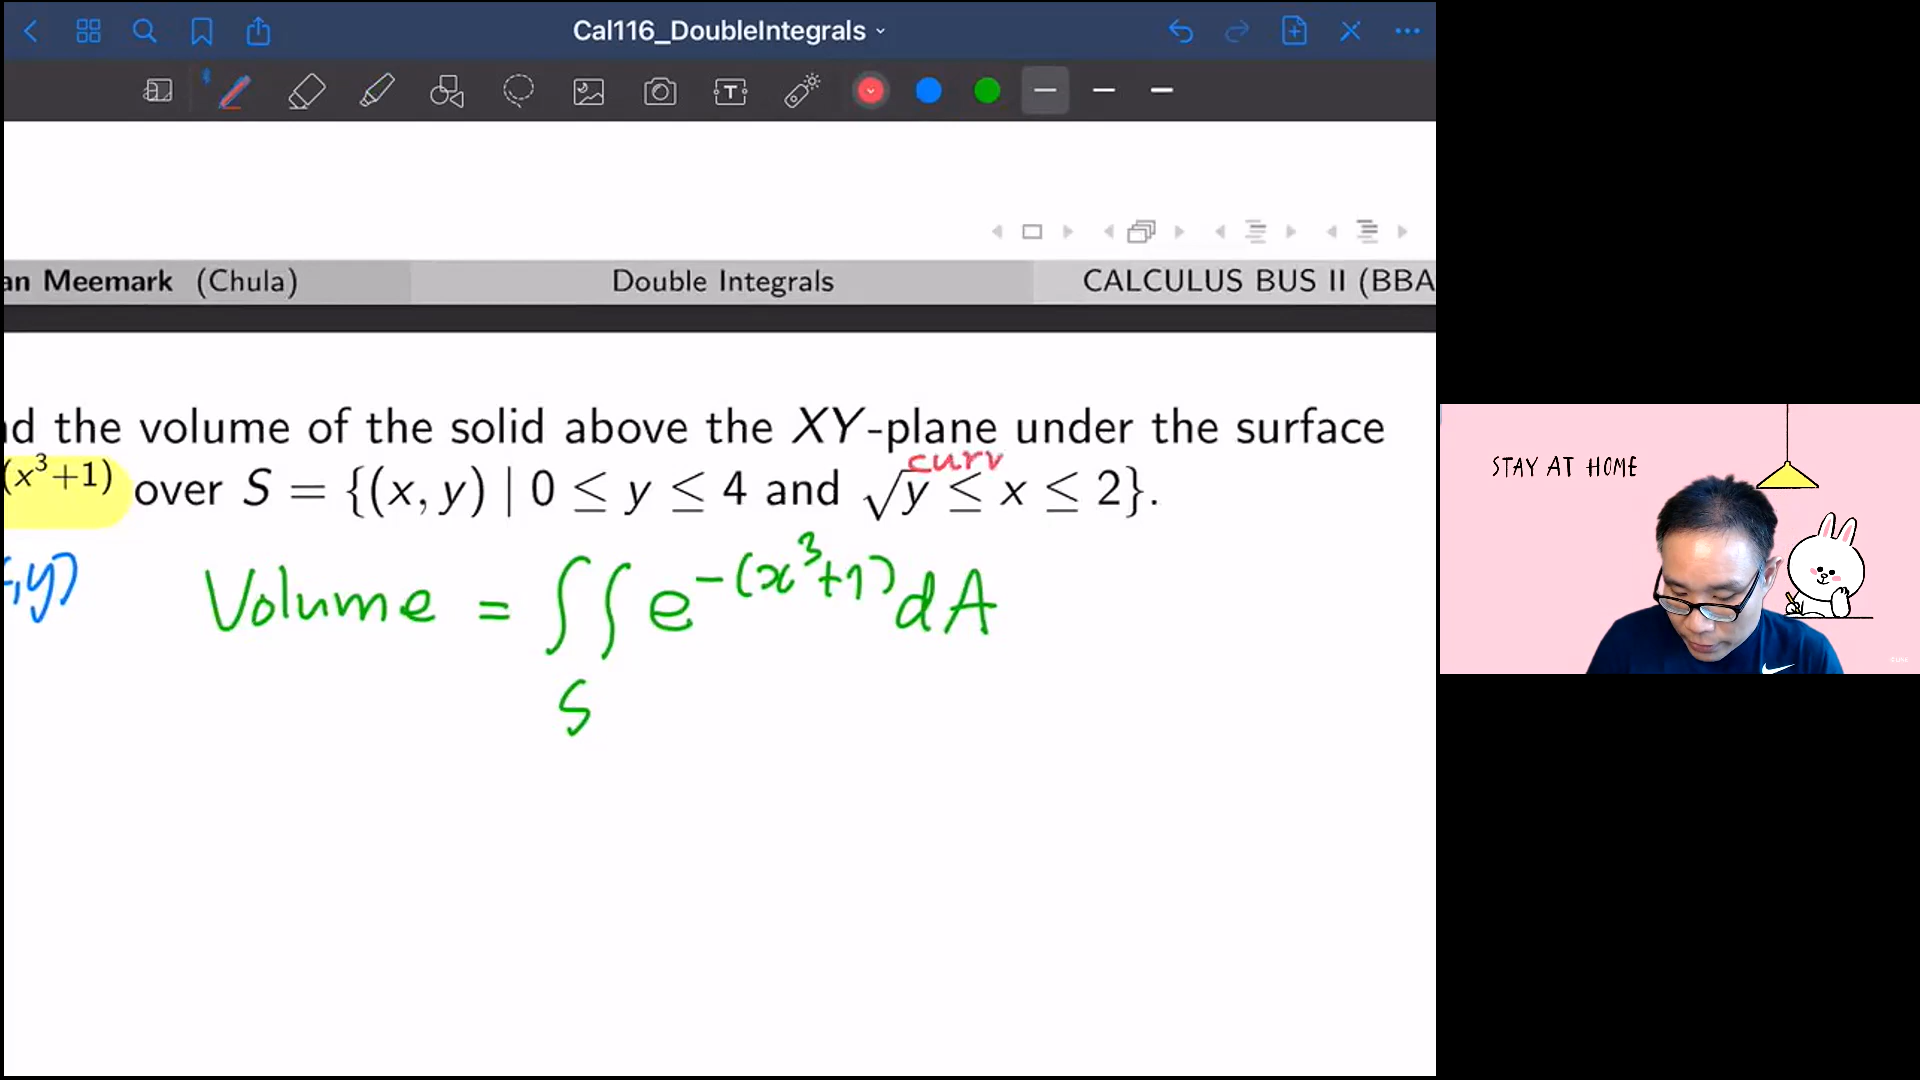 Cal116_DoubleIntegrals
T
an Meemark (Chula)
Double Integrals
CALCULUS BUS II (BBA
nd the volume of the solid above the XY-plane under the surface
curv
(x³+1) over S = {(x, y) | 0 ≤ y ≤ 4 and √y ≤ x ≤ 2}.
,y)
Volume = ∬ e^-(x³+1) dA
S
STAY AT HOME